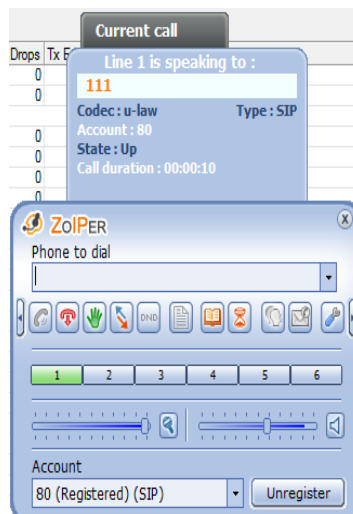 Current call
Drops Tx
Line 1 is speaking to :
0
111
0
Codec : u-law Type : SIP
Account : 80
0
State : Up
0
Call duration : 00:00:10
0
0
ZOIPER
Phone to dial
DND
1 2 3 4 5 6
Account
80 (Registered) (SIP) Unregister